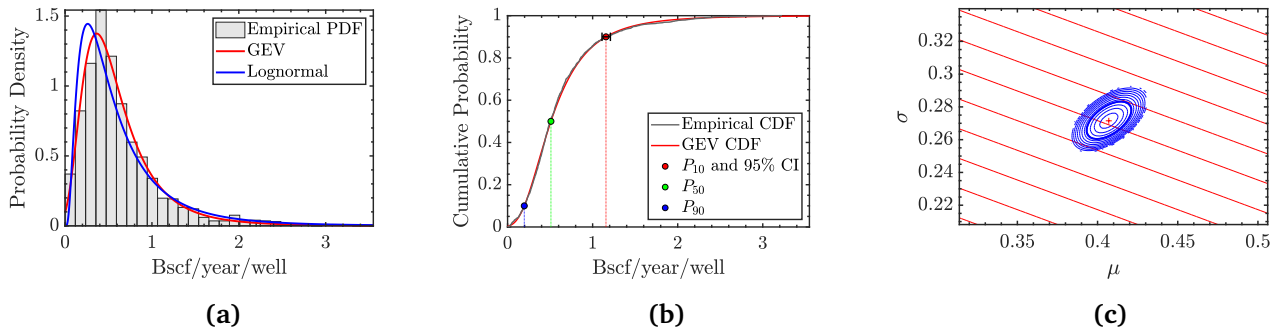 1.5
1
0.5
0
0
1
2
3
Probability Density
Bscf/year/well
Empirical PDF
GEV
Lognormal
(a)
1
0.8
0.6
0.4
0.2
0
0
1
2
3
Cumulative Probability
Bscf/year/well
Empirical CDF
GEV CDF
P₁₀ and 95% CI
P₅₀
P₉₀
(b)
0.34
0.32
0.3
0.28
0.26
0.24
0.22
0.35
0.4
0.45
0.5
σ
μ
(c)